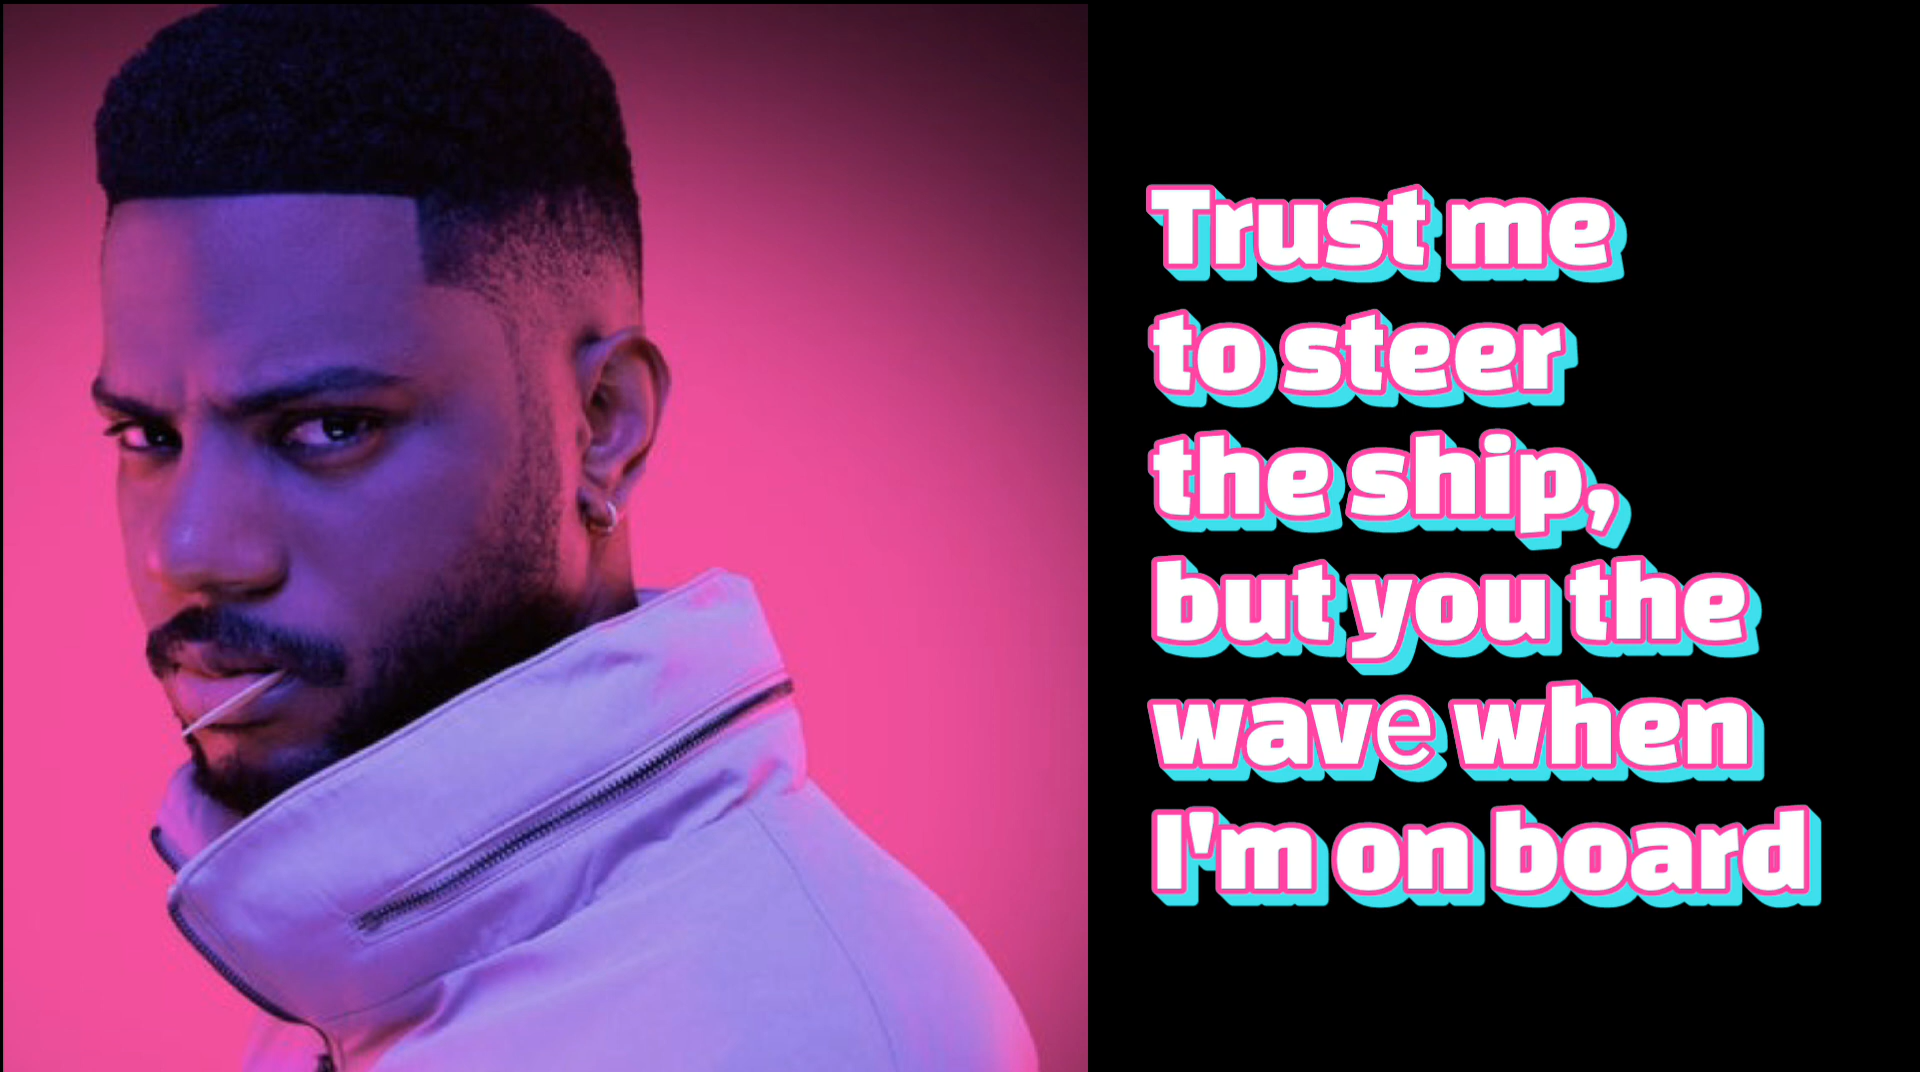 Trust me
to steer
the ship,
but you the
wave when
I'm on board